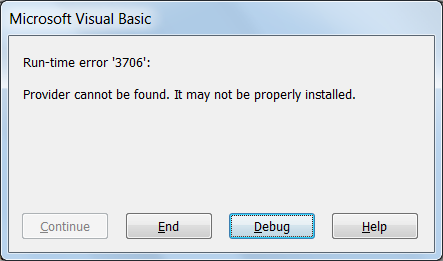 Microsoft Visual Basic
Run-time error '3706':
Provider cannot be found. It may not be properly installed.
Continue End Debug Help